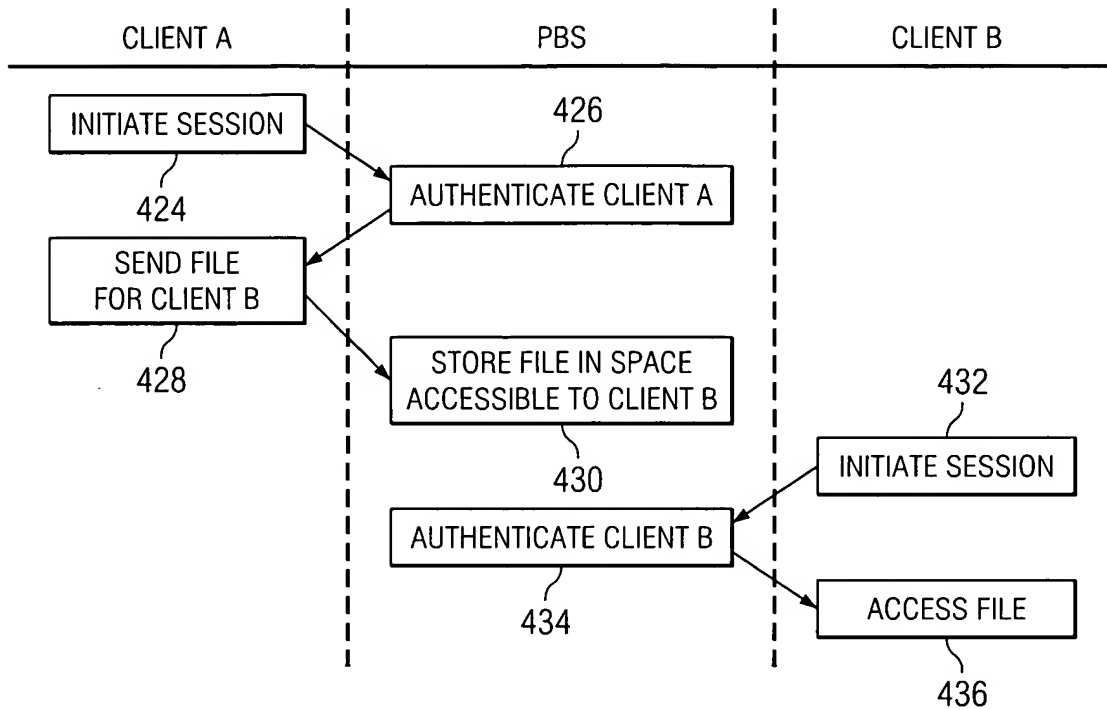 CLIENT A
PBS
CLIENT B
INITIATE SESSION
424
426
AUTHENTICATE CLIENT A
SEND FILE
FOR CLIENT B
428
STORE FILE IN SPACE
ACCESSIBLE TO CLIENT B
430
432
INITIATE SESSION
AUTHENTICATE CLIENT B
434
ACCESS FILE
436